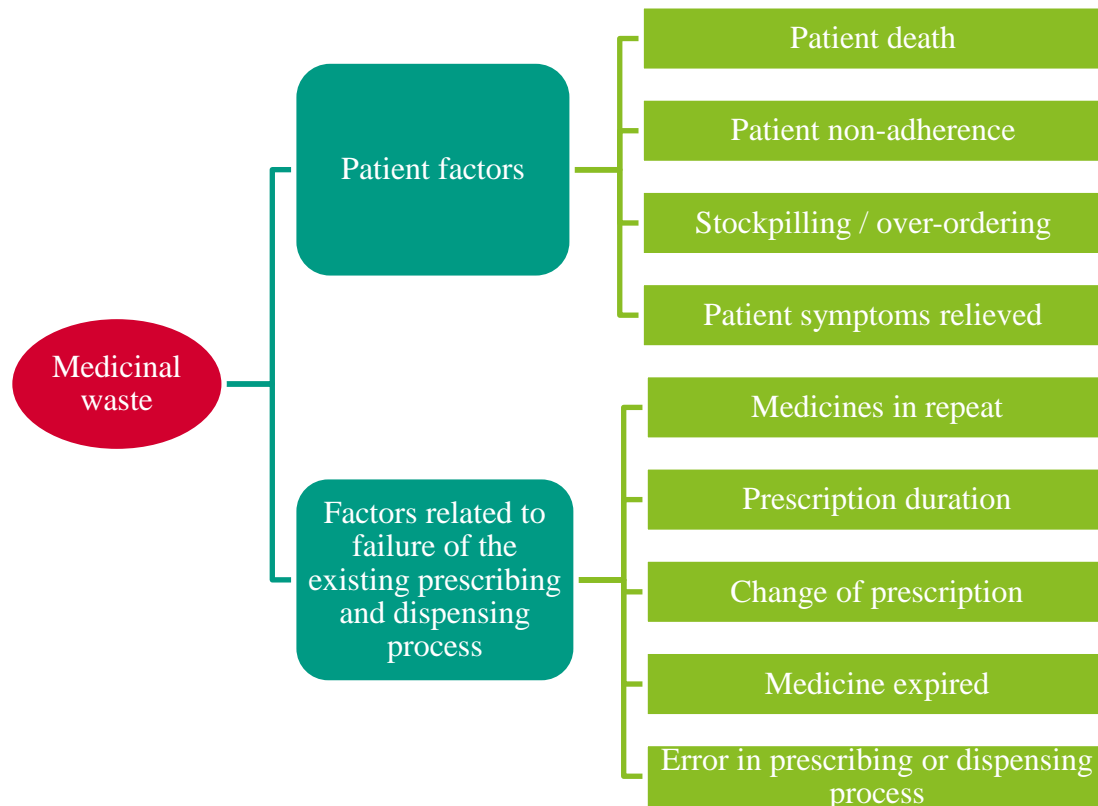 Medicinal
waste
Patient factors
Patient death
Patient non-adherence
Stockpilling / over-ordering
Patient symptoms relieved
Factors related to
failure of the
existing prescribing
and dispensing
process
Medicines in repeat
Prescription duration
Change of prescription
Medicine expired
Error in prescribing or dispensing
process